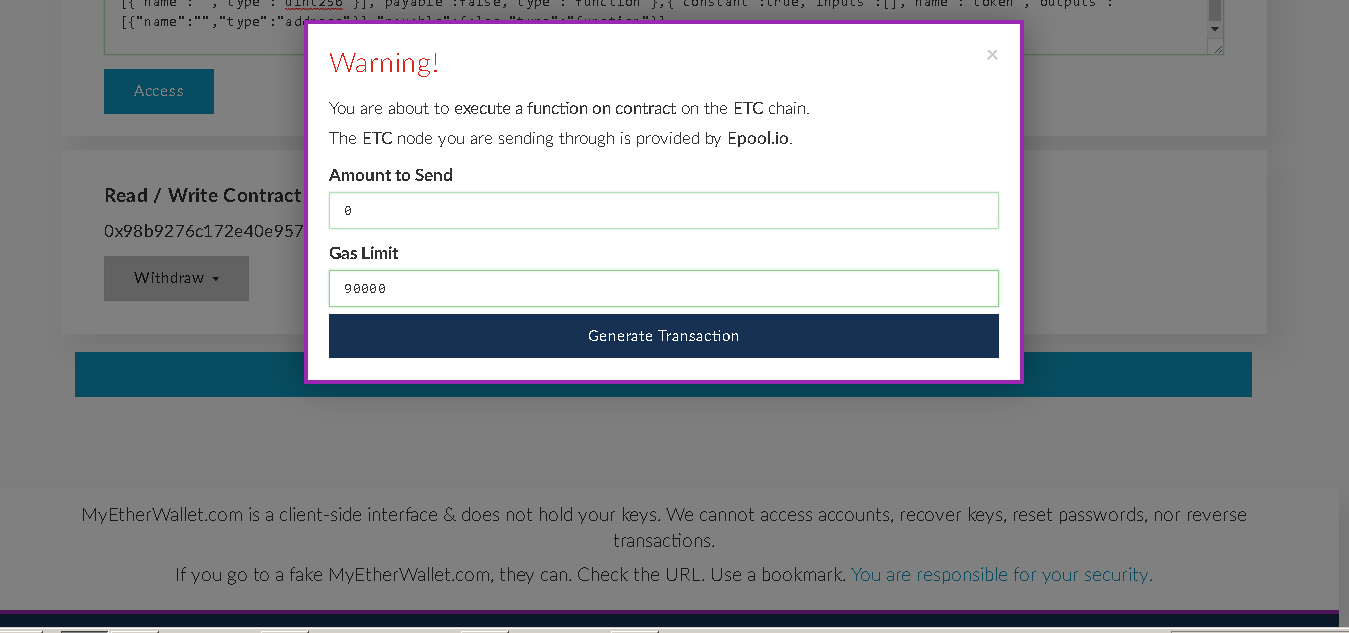 [{"name":"","type":"uint256"}],"payable":false,"type":"function"},{"constant":true,"inputs":[],"name":"token","outputs":
[{"name":"","type":"address"}],"payable":false,"type":"function"}]
Access
Warning!
×
You are about to execute a function on contract on the ETC chain.
The ETC node you are sending through is provided by Epool.io.
Amount to Send
0
Gas Limit
90000
Generate Transaction
Read / Write Contract
0x98b9276c172e40e957
Withdraw
MyEtherWallet.com is a client-side interface & does not hold your keys. We cannot access accounts, recover keys, reset passwords, nor reverse
transactions.
If you go to a fake MyEtherWallet.com, they can. Check the URL. Use a bookmark. You are responsible for your security.